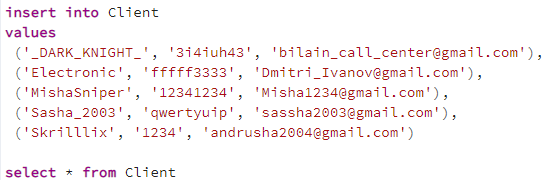 insert into Client
values
('_DARK_KNIGHT_', '3i4iuh43', 'bilain_call_center@gmail.com'),
('Electronic', 'fffff3333', 'Dmitri_Ivanov@gmail.com'),
('MishaSniper', '12341234', 'Misha1234@gmail.com'),
('Sasha_2003', 'qwertyuip', 'sassha2003@gmail.com'),
('Skrilllix', '1234', 'andrusha2004@gmail.com')
select * from Client